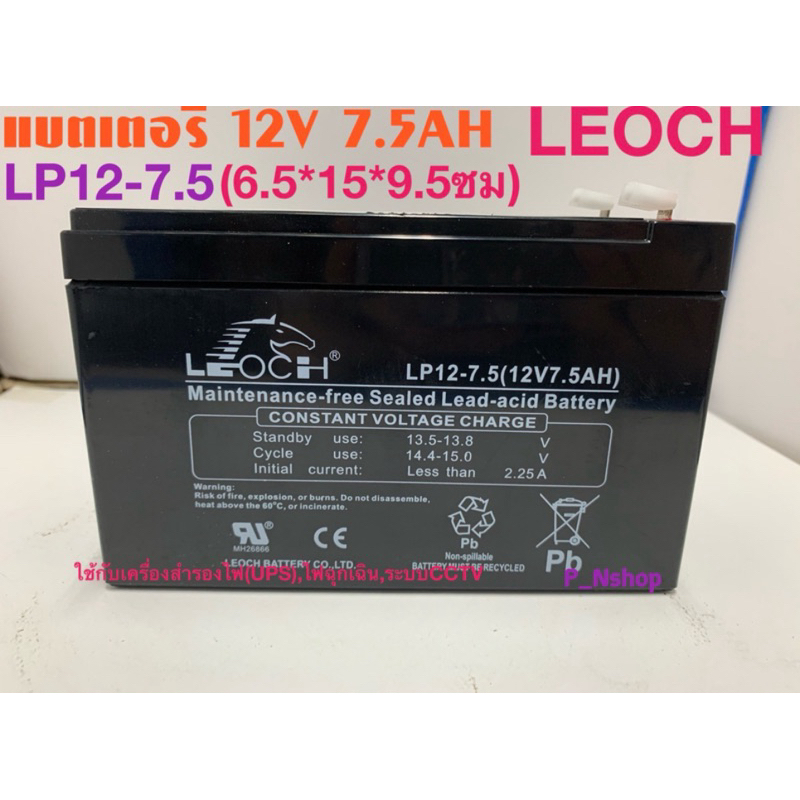 แบตเตอรี่ 12V 7.5AH LEOCH
LP12-7.5(6.5*15*9.5ซม)
LEOCH®
LP12-7.5(12V7.5AH)
Maintenance-free Sealed Lead-acid Battery
CONSTANT VOLTAGE CHARGE
Standby use: 13.5-13.8 V
Cycle use: 14.4-15.0 V
Initial current: Less than 2.25A
Warning:
Risk of fire, explosion, or burns. Do not disassemble,
heat above the 60°C, or incinerate.
MH26866
CE
Pb
Non-spillable
BATTERY MUST BE RECYCLED
Pb
LEOCH BATTERY CO.,LTD.
ใช้กับเครื่องสำรองไฟ(UPS),ไฟฉุกเฉิน,ระบบCCTV
P_Nshop